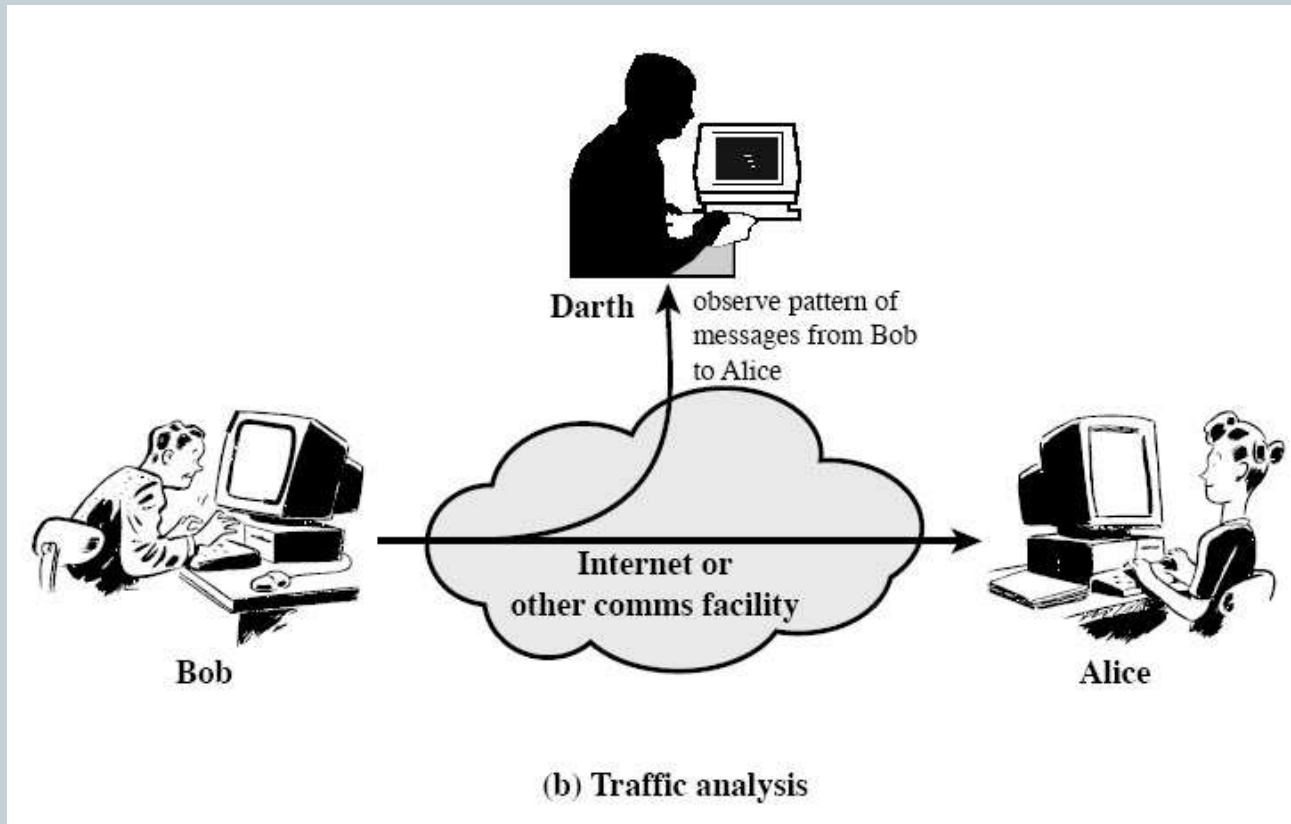 Darth
observe pattern of
messages from Bob
to Alice
Internet or
other comms facility
Bob
Alice
(b) Traffic analysis